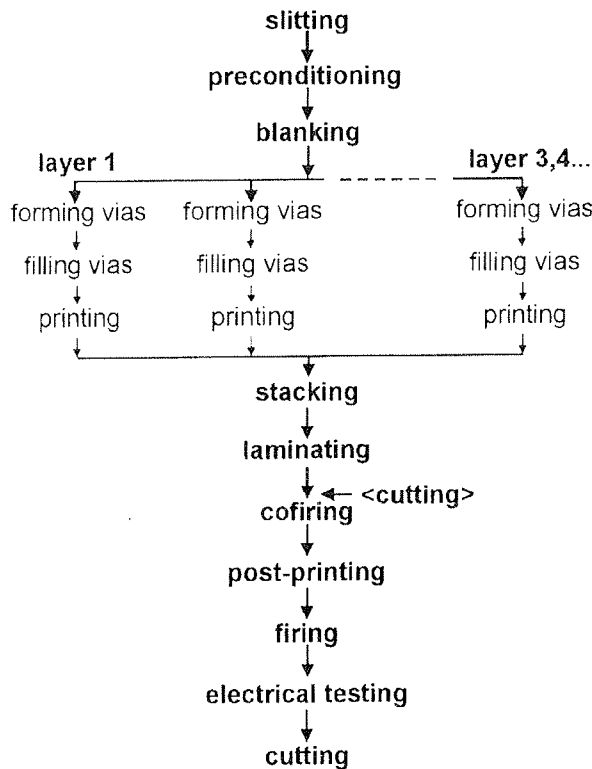 slitting
preconditioning
blanking
layer 1
layer 3,4...
forming vias forming vias forming vias
filling vias filling vias filling vias
printing printing printing
stacking
laminating
<cutting>
cofiring
post-printing
firing
electrical testing
cutting